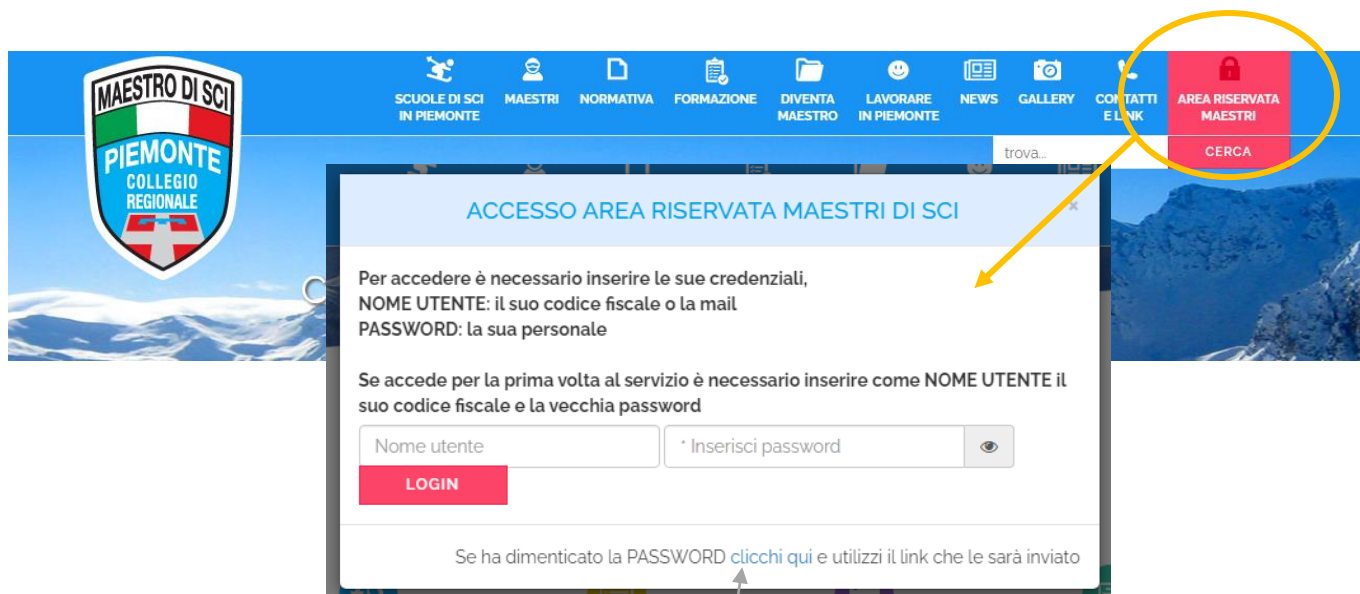 MAESTRO DI SCI
PIEMONTE
COLLEGIO
REGIONALE
SCUOLE DI SCI
IN PIEMONTE
MAESTRI
NORMATIVA
FORMAZIONE
DIVENTA
MAESTRO
LAVORARE
IN PIEMONTE
NEWS
GALLERY
CONTATTI
E LINK
AREA RISERVATA
MAESTRI
trova...
CERCA
C
ACCESSO AREA RISERVATA MAESTRI DI SCI
×
Per accedere è necessario inserire le sue credenziali,
NOME UTENTE: il suo codice fiscale o la mail
PASSWORD: la sua personale
Se accede per la prima volta al servizio è necessario inserire come NOME UTENTE il
suo codice fiscale e la vecchia password
Nome utente
* Inserisci password
LOGIN
Se ha dimenticato la PASSWORD clicchi qui e utilizzi il link che le sarà inviato